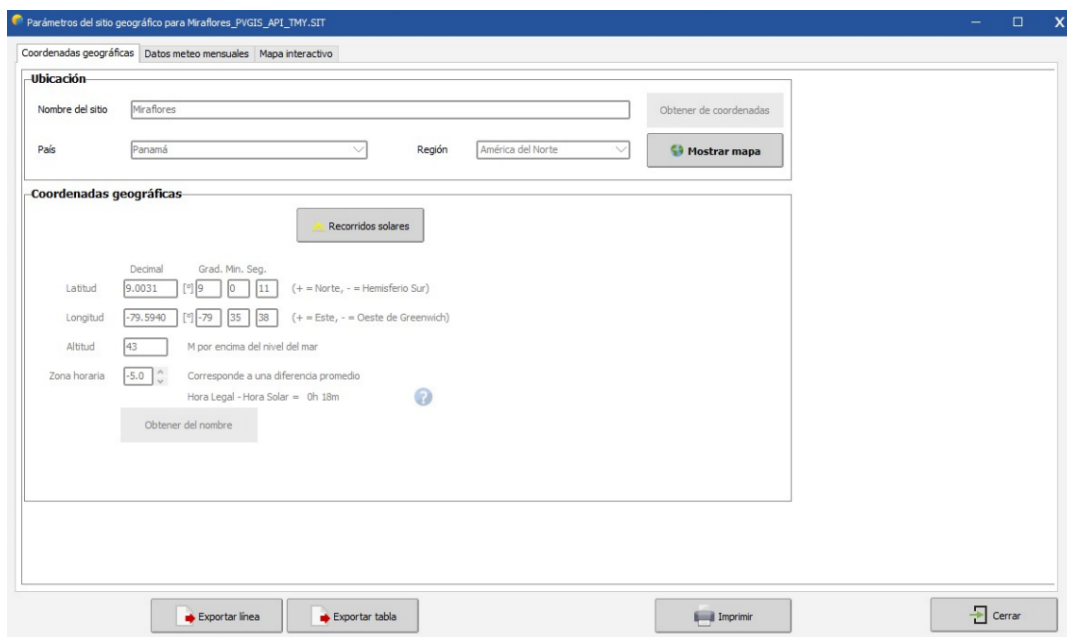 Parámetros del sitio geográfico para Miraflores_PVGIS_API_TMY.SIT
Coordenadas geográficas Datos meteo mensuales Mapa interactivo
Ubicación
Nombre del sitio Miraflores Obtener de coordenadas
País Panamá Región América del Norte Mostrar mapa
Coordenadas geográficas
Recorridos solares
Decimal Grad. Min. Seg.
Latitud 9.0031 [°] 9 0 11 (+ = Norte, - = Hemisferio Sur)
Longitud -79.5940 [°] -79 35 38 (+ = Este, - = Oeste de Greenwich)
Altitud 43 M por encima del nivel del mar
Zona horaria -5.0 Corresponde a una diferencia promedio
Hora Legal - Hora Solar = 0h 18m ?
Obtener del nombre
Exportar línea Exportar tabla Imprimir Cerrar